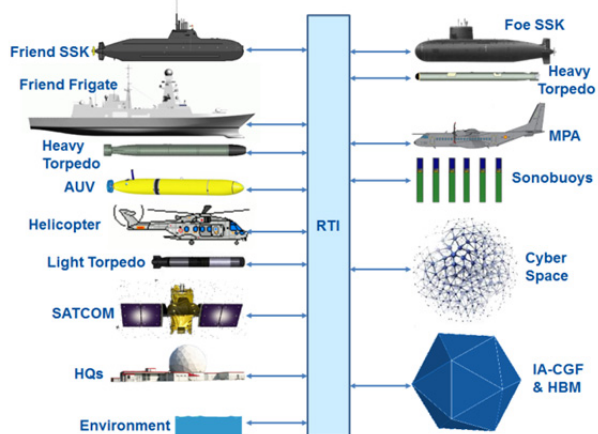 Friend SSK
Friend Frigate
Heavy
Torpedo
AUV
Helicopter
Light Torpedo
SATCOM
HQs
Environment
RTI
Foe SSK
Heavy
Torpedo
MPA
Sonobuoys
Cyber
Space
IA-CGF
& HBM